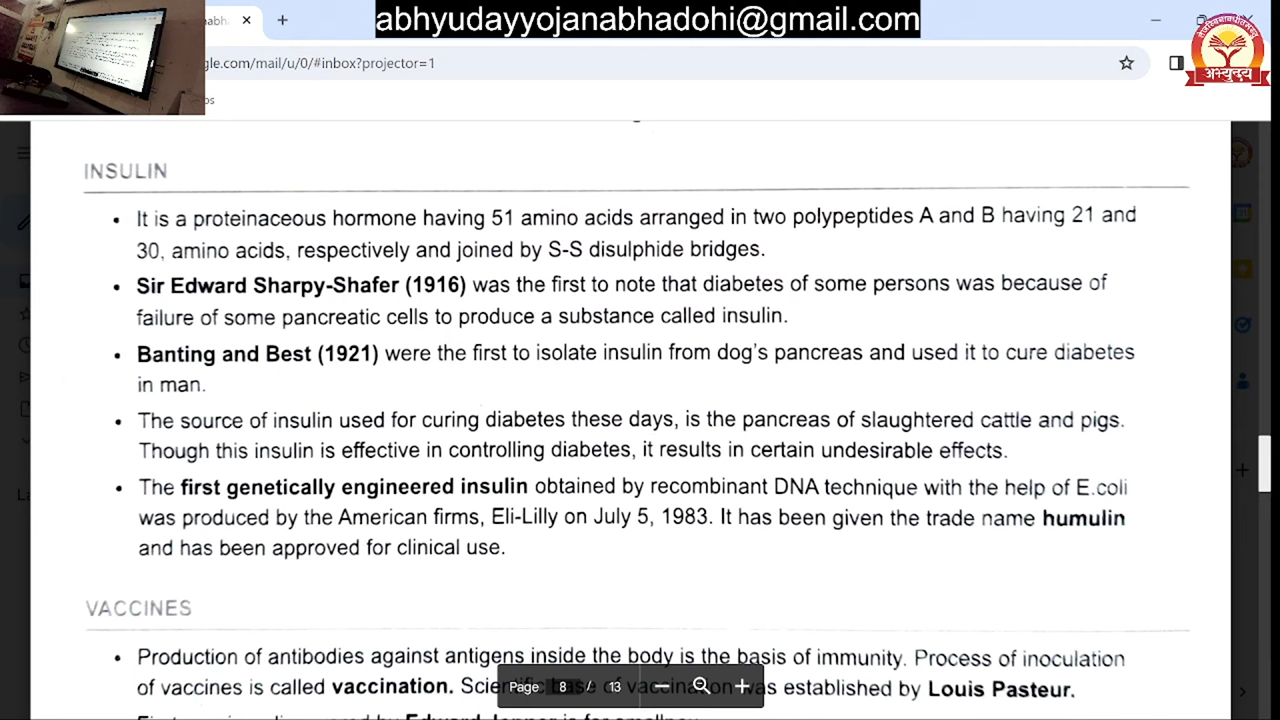 abhyudayyojanabhadohi@gmail.com
gle.com/mail/u/0/#inbox?projector=1
अभ्युदय
INSULIN
• It is a proteinaceous hormone having 51 amino acids arranged in two polypeptides A and B having 21 and
30, amino acids, respectively and joined by S-S disulphide bridges.
• Sir Edward Sharpy-Shafer (1916) was the first to note that diabetes of some persons was because of
failure of some pancreatic cells to produce a substance called insulin.
• Banting and Best (1921) were the first to isolate insulin from dog's pancreas and used it to cure diabetes
in man.
• The source of insulin used for curing diabetes these days, is the pancreas of slaughtered cattle and pigs.
Though this insulin is effective in controlling diabetes, it results in certain undesirable effects.
• The first genetically engineered insulin obtained by recombinant DNA technique with the help of E.coli
was produced by the American firms, Eli-Lilly on July 5, 1983. It has been given the trade name humulin
and has been approved for clinical use.
VACCINES
• Production of antibodies against antigens inside the body is the basis of immunity. Process of inoculation
of vaccines is called vaccination. Scientific base of vaccination was established by Louis Pasteur.
Page: 8 / 13